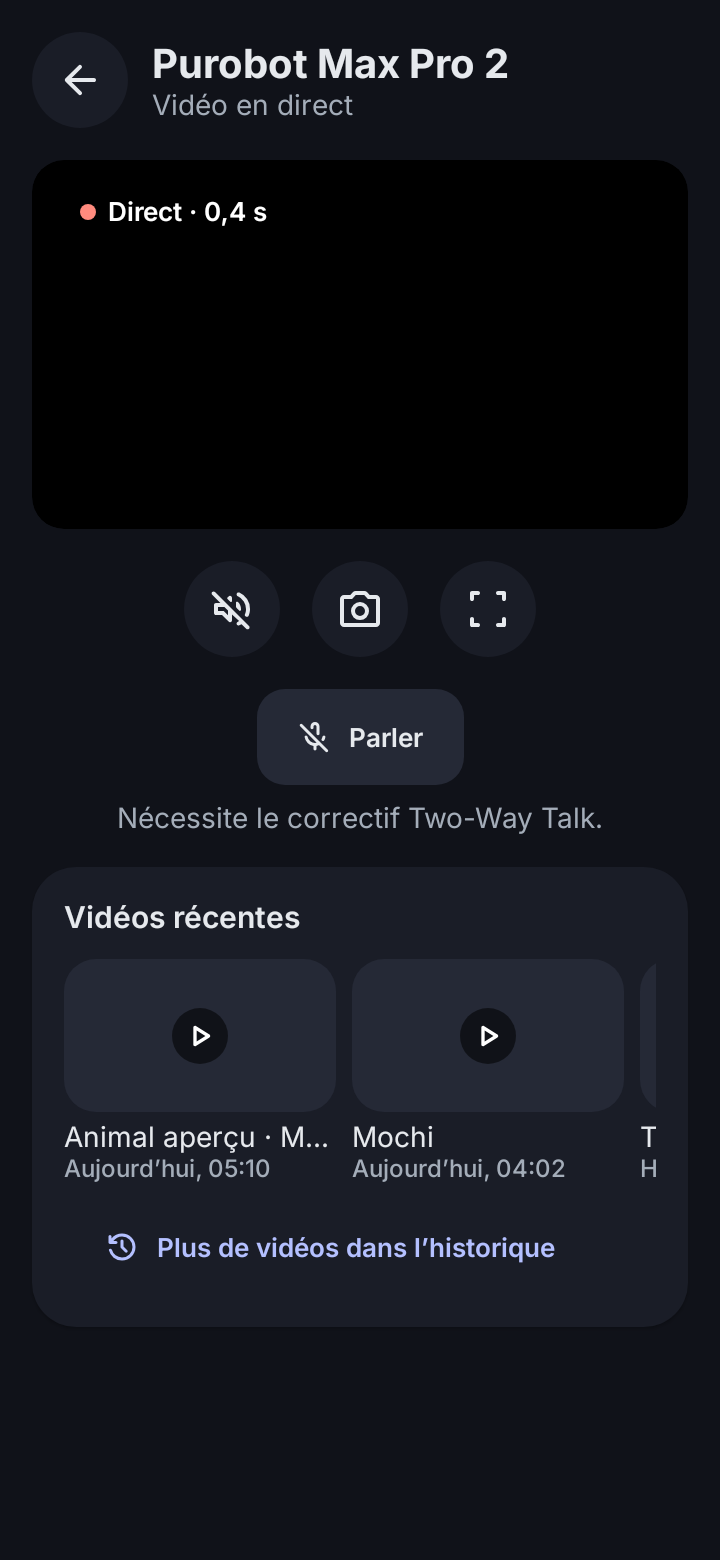 Purobot Max Pro 2
Vidéo en direct
Direct · 0,4 s
Parler
Nécessite le correctif Two-Way Talk.
Vidéos récentes
Animal aperçu · M…
Aujourd’hui, 05:10
Mochi
Aujourd’hui, 04:02
T
H
Plus de vidéos dans l’historique